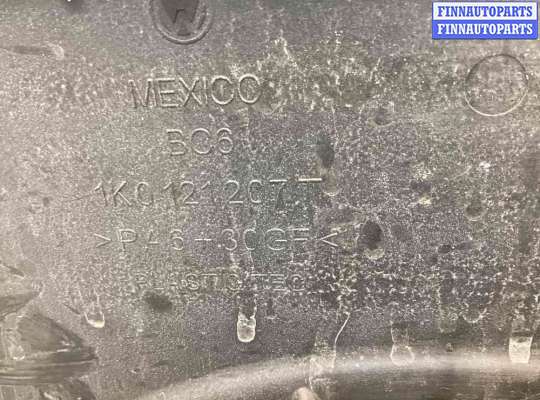 FINNAUTOPARTS
FINNAUTOPARTS
MEXICO
BC6
1K0 121 207 T
>PA6-30GF<
PLASTIC TEC